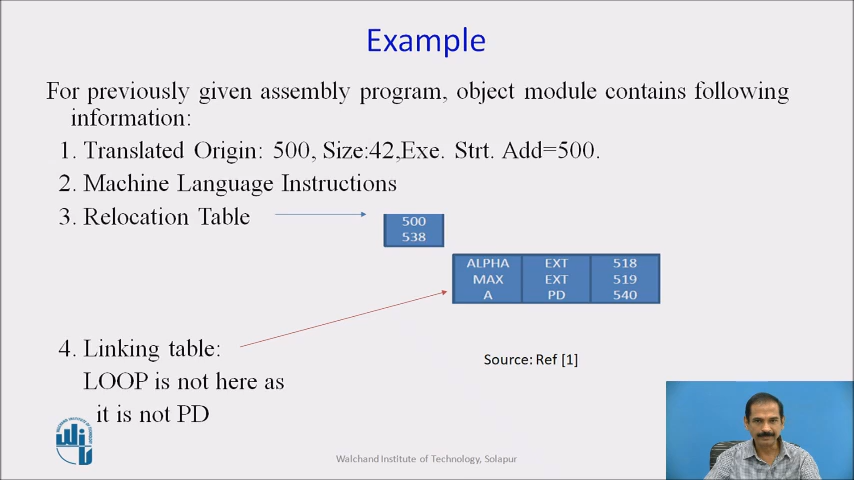 Example
For previously given assembly program, object module contains following
information:
1. Translated Origin: 500, Size:42,Exe. Strt. Add=500.
2. Machine Language Instructions
3. Relocation Table
500
538
ALPHA EXT 518
MAX EXT 519
A PD 540
4. Linking table:
LOOP is not here as
it is not PD
Source: Ref [1]
Walchand Institute of Technology, Solapur